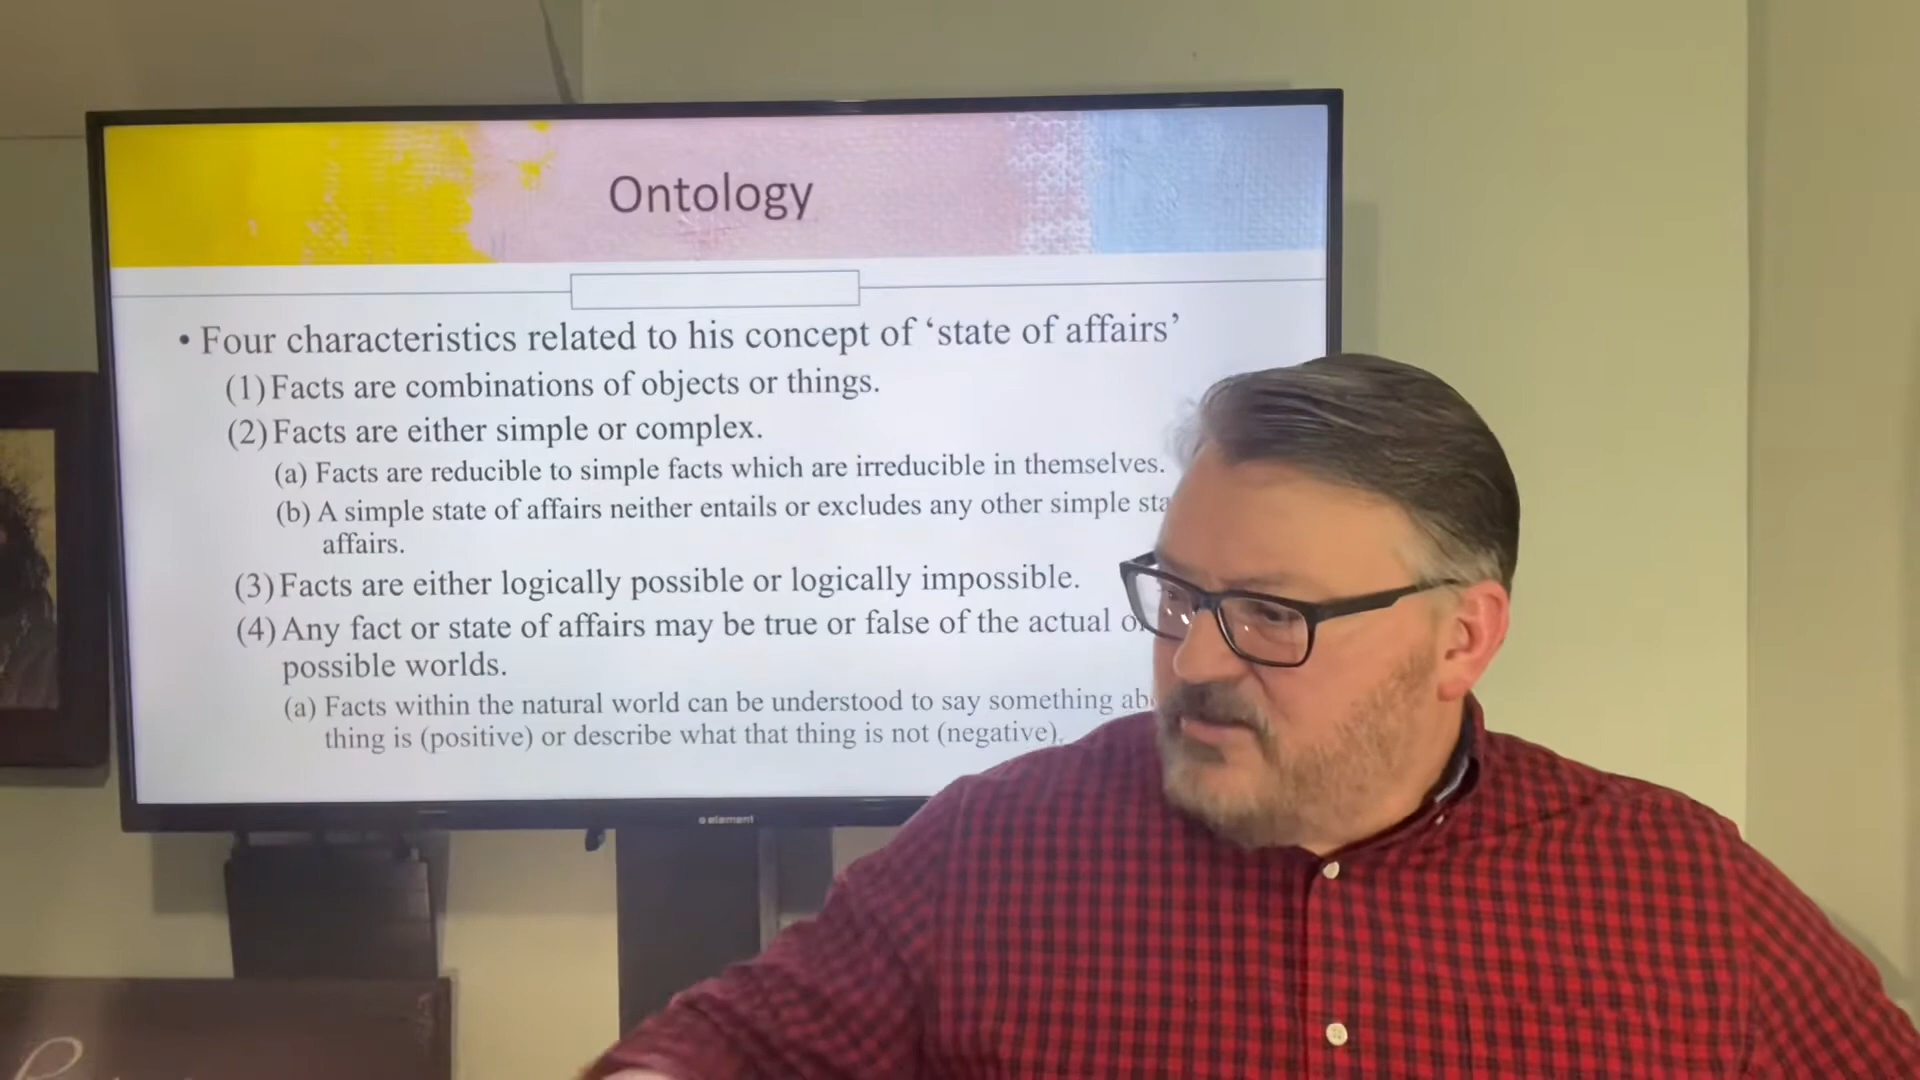 Ontology
• Four characteristics related to his concept of ‘state of affairs’
(1) Facts are combinations of objects or things.
(2) Facts are either simple or complex.
(a) Facts are reducible to simple facts which are irreducible in themselves.
(b) A simple state of affairs neither entails or excludes any other simple
affairs.
(3) Facts are either logically possible or logically impossible.
(4) Any fact or state of affairs may be true or false of the actual
possible worlds.
(a) Facts within the natural world can be understood to say something
thing is (positive) or describe what that thing is not (negative).
element